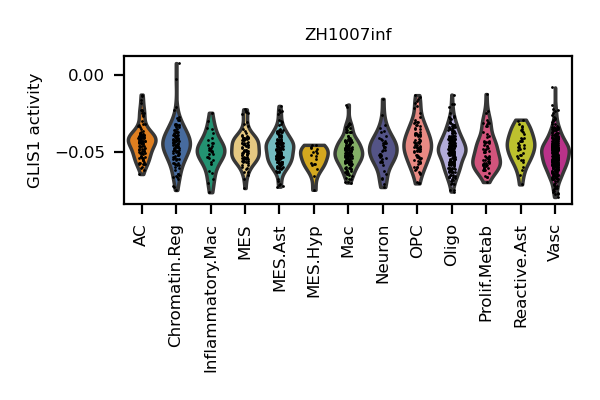 ZH1007inf
GLIS1 activity
0.00
−0.05
AC
Chromatin.Reg
Inflammatory.Mac
MES
MES.Ast
MES.Hyp
Mac
Neuron
OPC
Oligo
Prolif.Metab
Reactive.Ast
Vasc